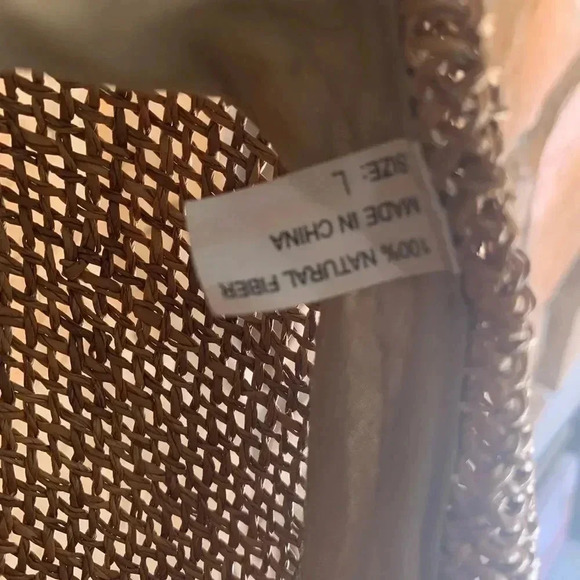 100% NATURAL FIBER
MADE IN CHINA
SIZE: L